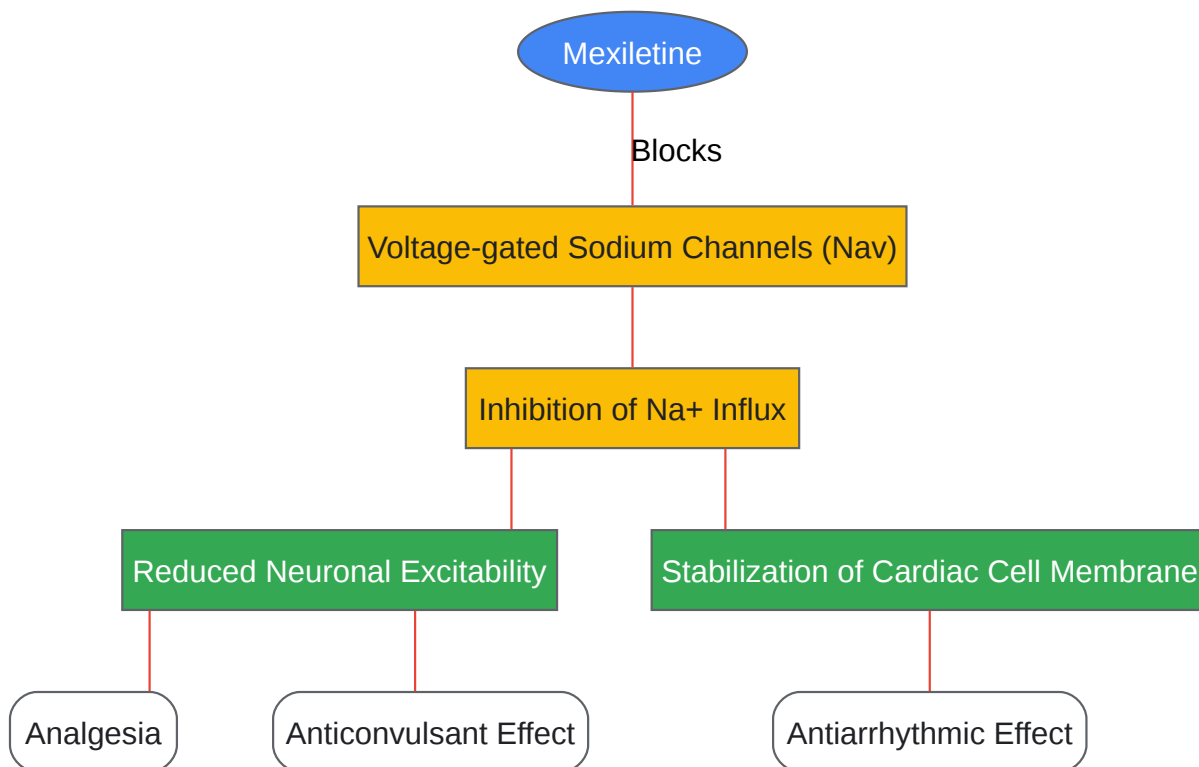 Mexiletine
Blocks
Voltage-gated Sodium Channels (Nav)
Inhibition of Na+ Influx
Reduced Neuronal Excitability
Stabilization of Cardiac Cell Membrane
Analgesia
Anticonvulsant Effect
Antiarrhythmic Effect